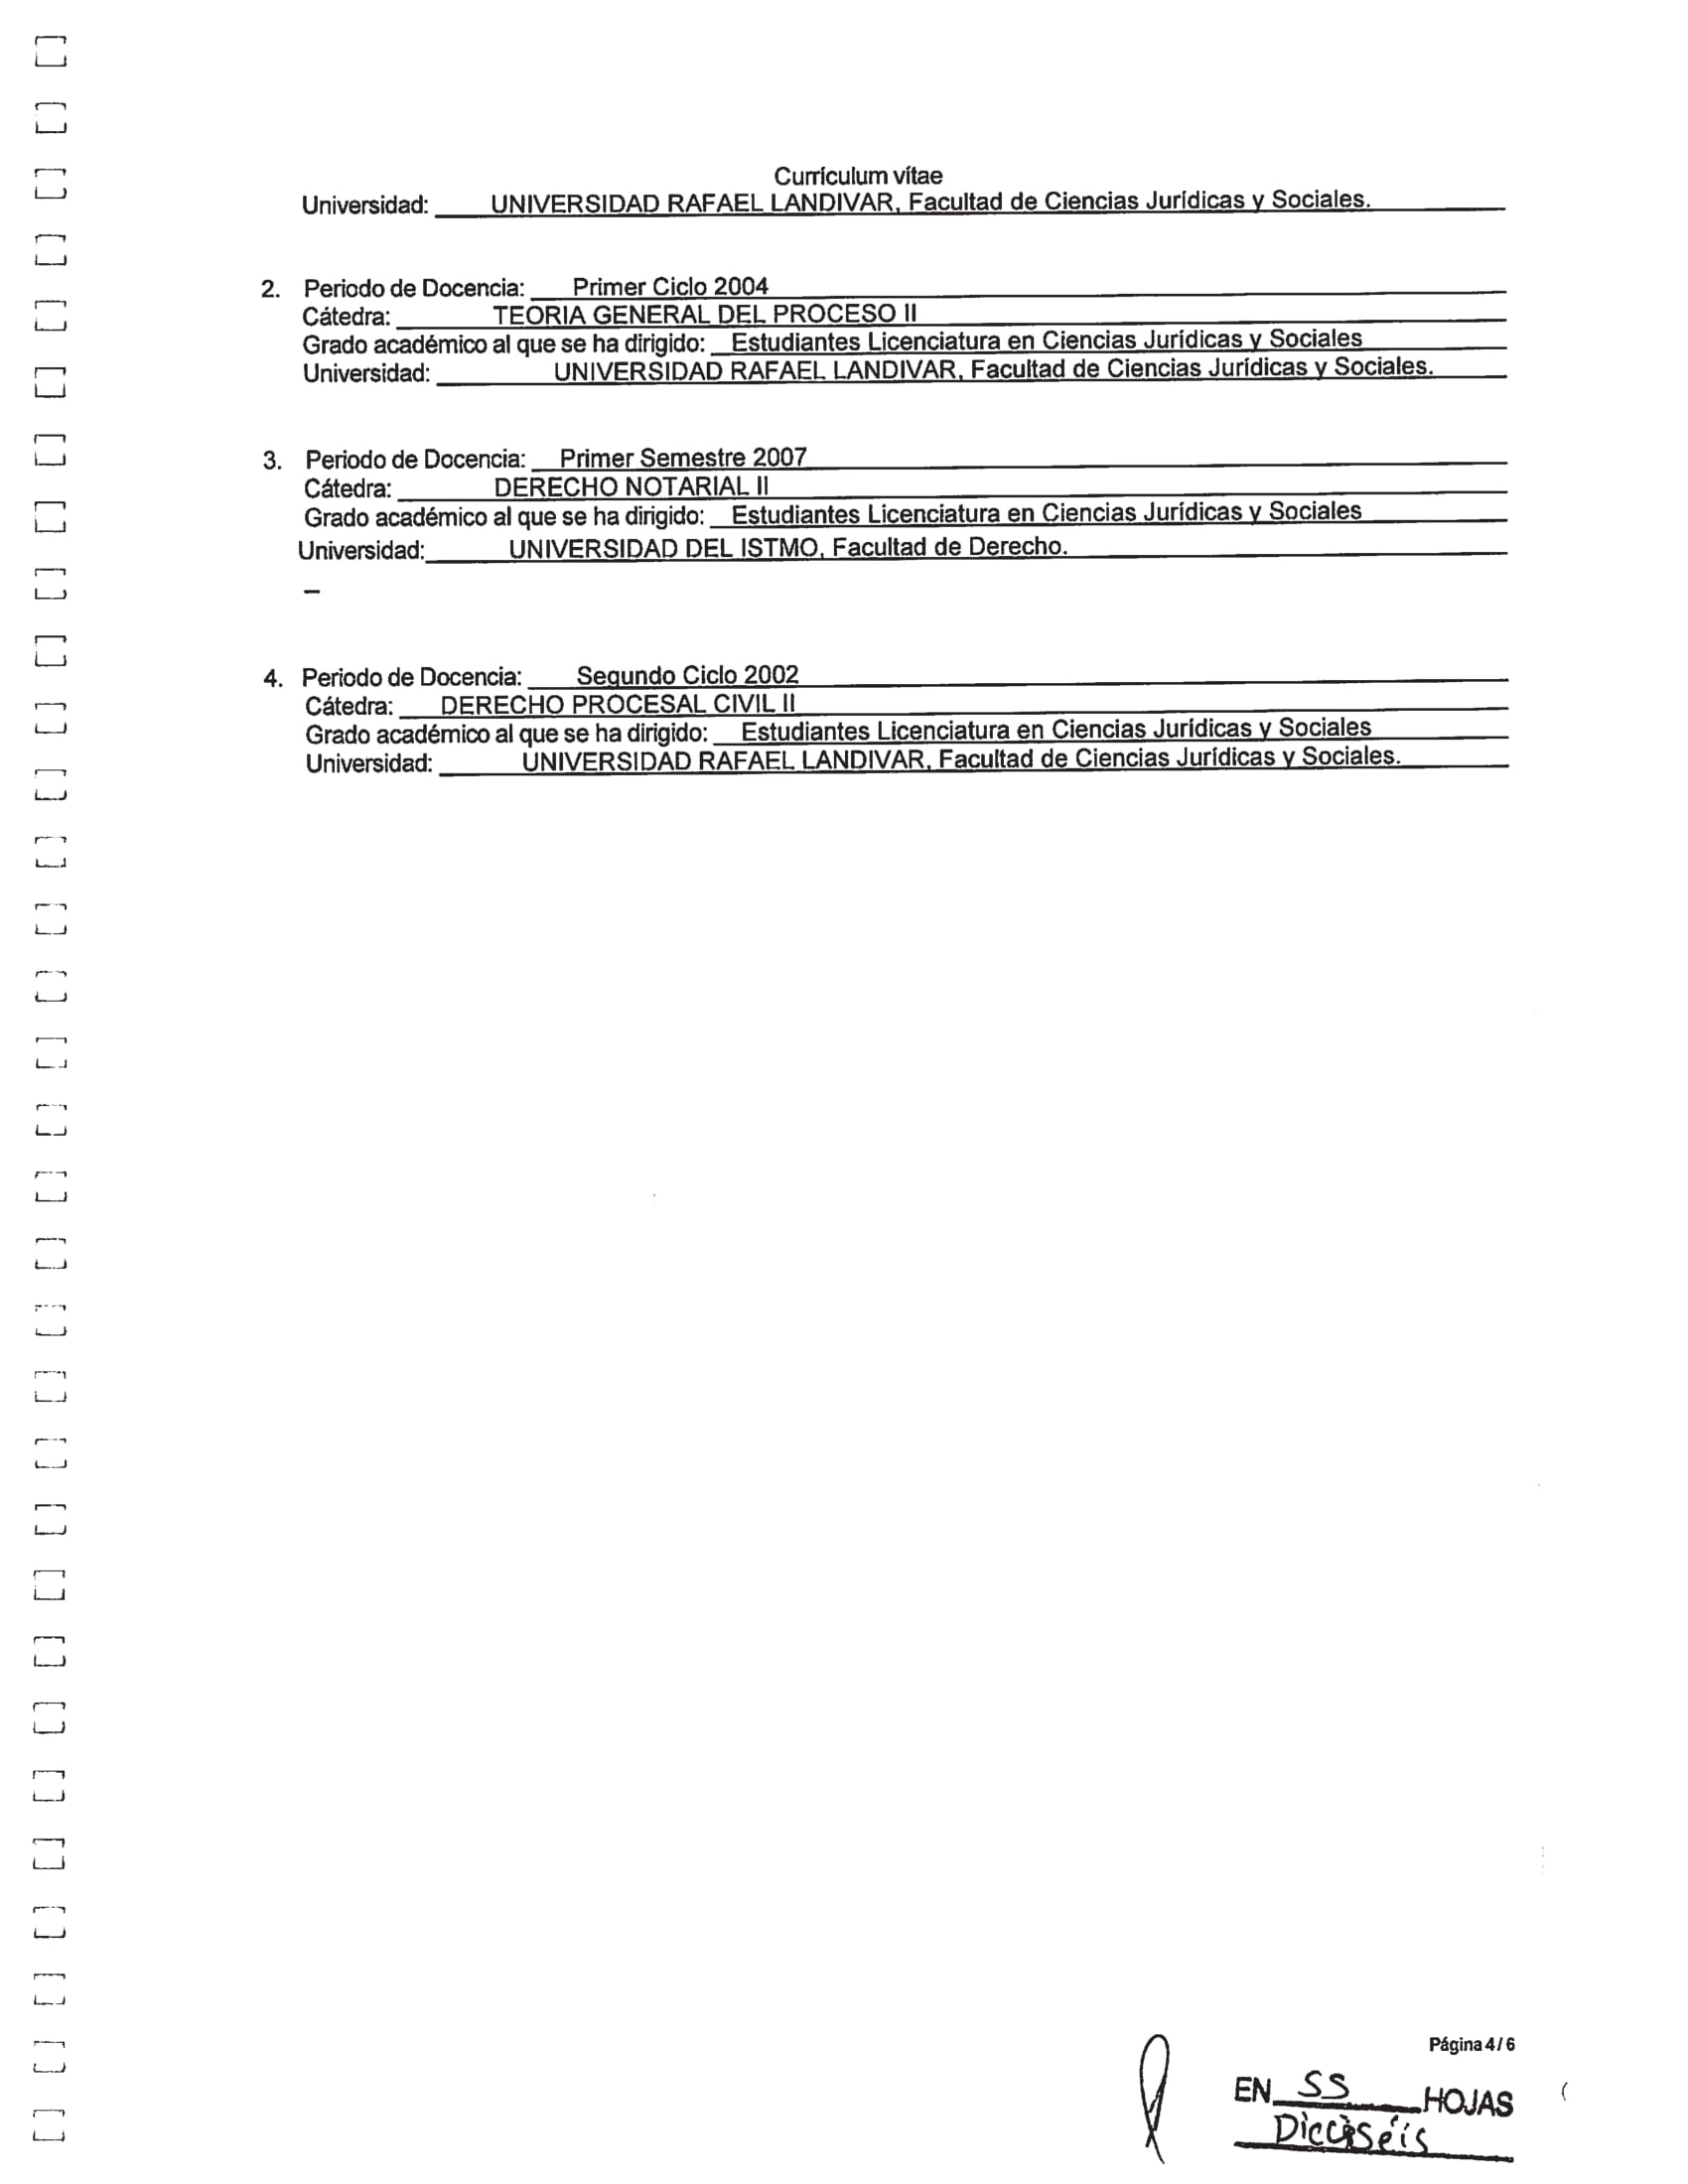 Currículum vítae
Universidad: UNIVERSIDAD RAFAEL LANDIVAR, Facultad de Ciencias Jurídicas y Sociales.
2. Periodo de Docencia: Primer Ciclo 2004
Cátedra: TEORIA GENERAL DEL PROCESO II
Grado académico al que se ha dirigido: Estudiantes Licenciatura en Ciencias Jurídicas y Sociales
Universidad: UNIVERSIDAD RAFAEL LANDIVAR, Facultad de Ciencias Jurídicas y Sociales.
3. Periodo de Docencia: Primer Semestre 2007
Cátedra: DERECHO NOTARIAL II
Grado académico al que se ha dirigido: Estudiantes Licenciatura en Ciencias Jurídicas y Sociales
Universidad: UNIVERSIDAD DEL ISTMO, Facultad de Derecho.
4. Periodo de Docencia: Segundo Ciclo 2002
Cátedra: DERECHO PROCESAL CIVIL II
Grado académico al que se ha dirigido: Estudiantes Licenciatura en Ciencias Jurídicas y Sociales
Universidad: UNIVERSIDAD RAFAEL LANDIVAR, Facultad de Ciencias Jurídicas y Sociales.
Página 4/6
EN SS HOJAS